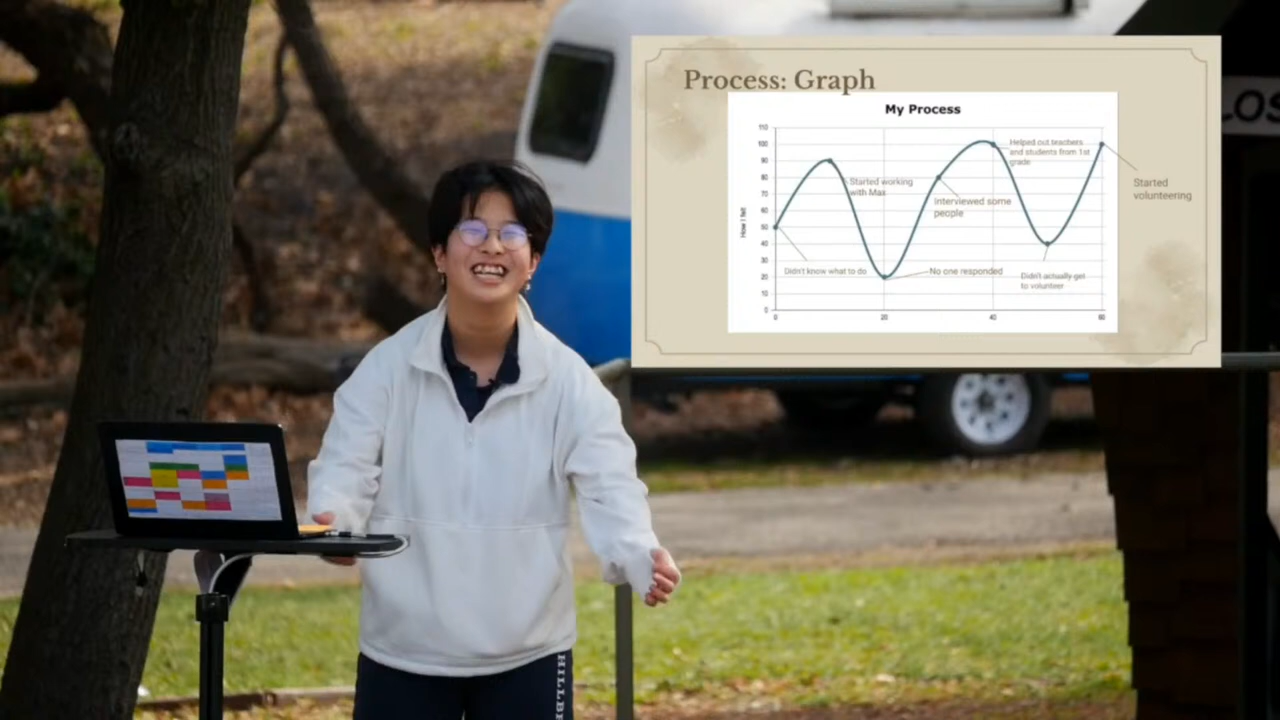 Process: Graph
My Process
110
100
90
80
70
60
50
40
30
20
10
0
How I felt
0
20
40
60
Didn't know what to do
Started working
with Max
No one responded
Interviewed some
people
Helped out teachers
and students from 1st
grade
Didn't actually get
to volunteer
Started
volunteering
LOS
HILLB